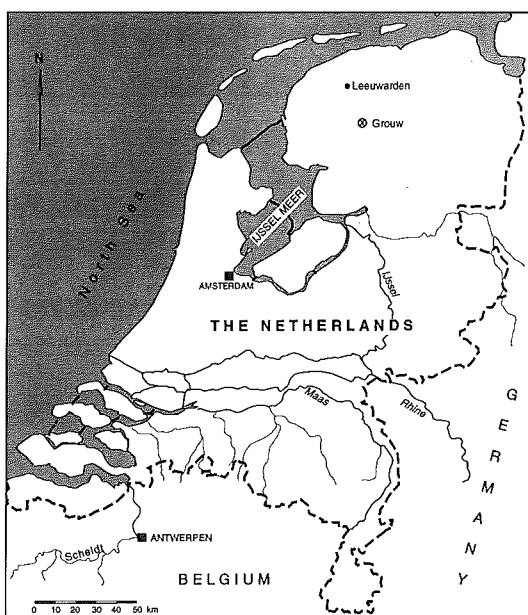 N
Leeuwarden
Grouw
North Sea
IJSSEL MEER
AMSTERDAM
IJssel
THE NETHERLANDS
Maas
Rhine
GERMANY
ANTWERPEN
Scheldt
BELGIUM
0 10 20 30 40 50 km